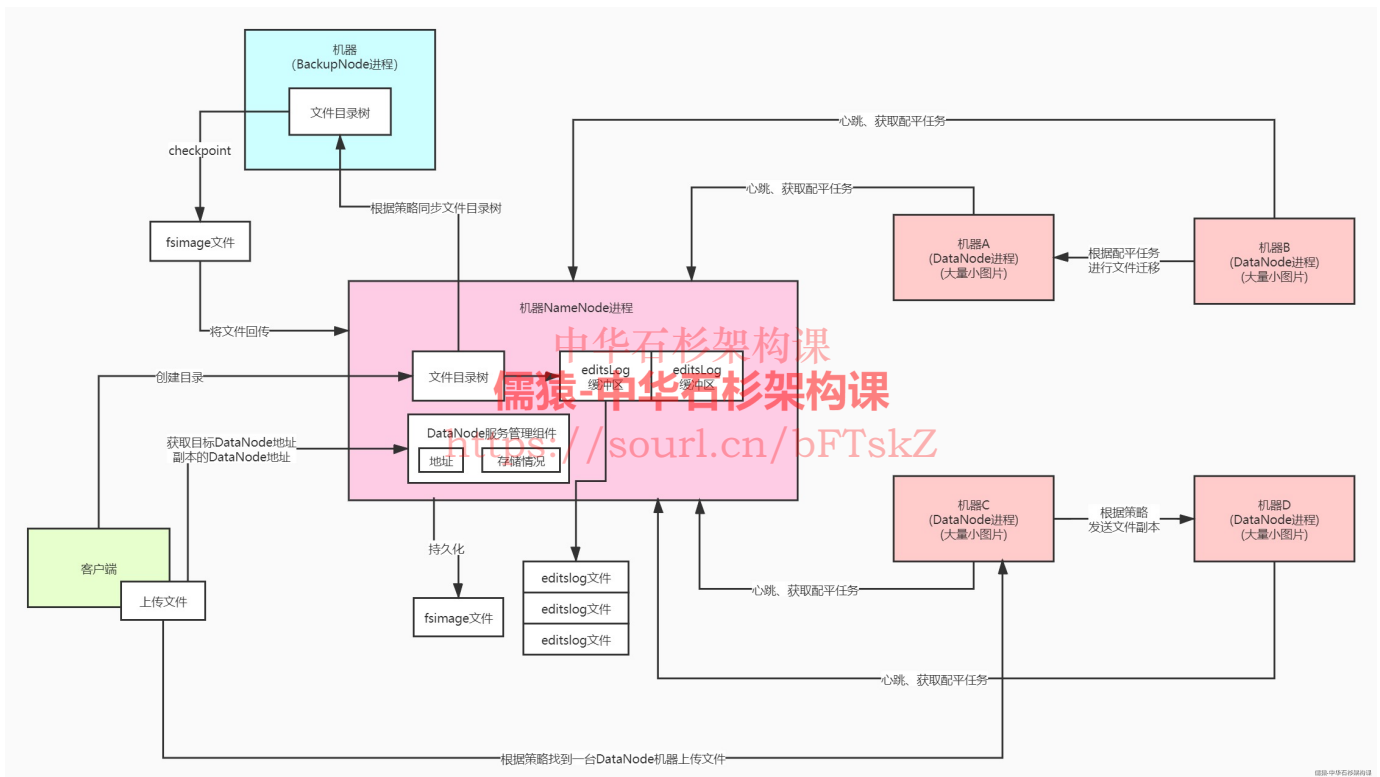 机器
（BackupNode进程）
文件目录树
checkpoint
心跳、获取配平任务
心跳、获取配平任务
根据策略同步文件目录树
fsimage文件
机器A
(DataNode进程)
(大量小图片)
根据配平任务
进行文件迁移
机器B
(DataNode进程)
(大量小图片)
将文件回传
机器NameNode进程
中华石杉架构课
文件目录树
editsLog
缓冲区
editsLog
缓冲区
创建目录
儒猿-中华石杉架构课
获取目标DataNode地址
副本的DataNode地址
DataNode服务管理组件
地址
存储情况
https://sourl.cn/bFTskZ
机器C
(DataNode进程)
(大量小图片)
根据策略
发送文件副本
机器D
(DataNode进程)
(大量小图片)
持久化
客户端
上传文件
fsimage文件
editslog文件
editslog文件
editslog文件
心跳、获取配平任务
心跳、获取配平任务
根据策略找到一台DataNode机器上传文件
儒猿-中华石杉架构课